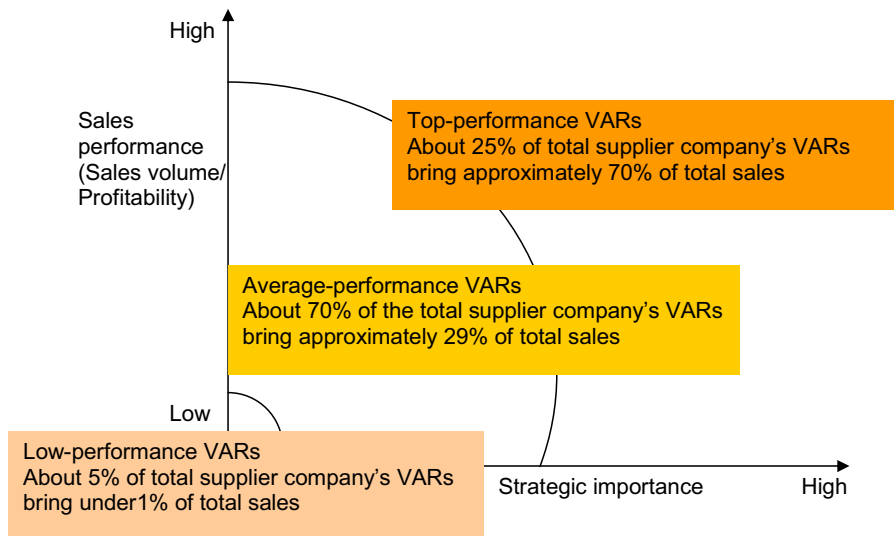 High
Sales
performance
(Sales volume/
Profitability)
Top-performance VARs
About 25% of total supplier company's VARs
bring approximately 70% of total sales
Average-performance VARs
About 70% of the total supplier company's VARs
bring approximately 29% of total sales
Low
Low-performance VARs
About 5% of total supplier company's VARs
bring under1% of total sales
Strategic importance
High